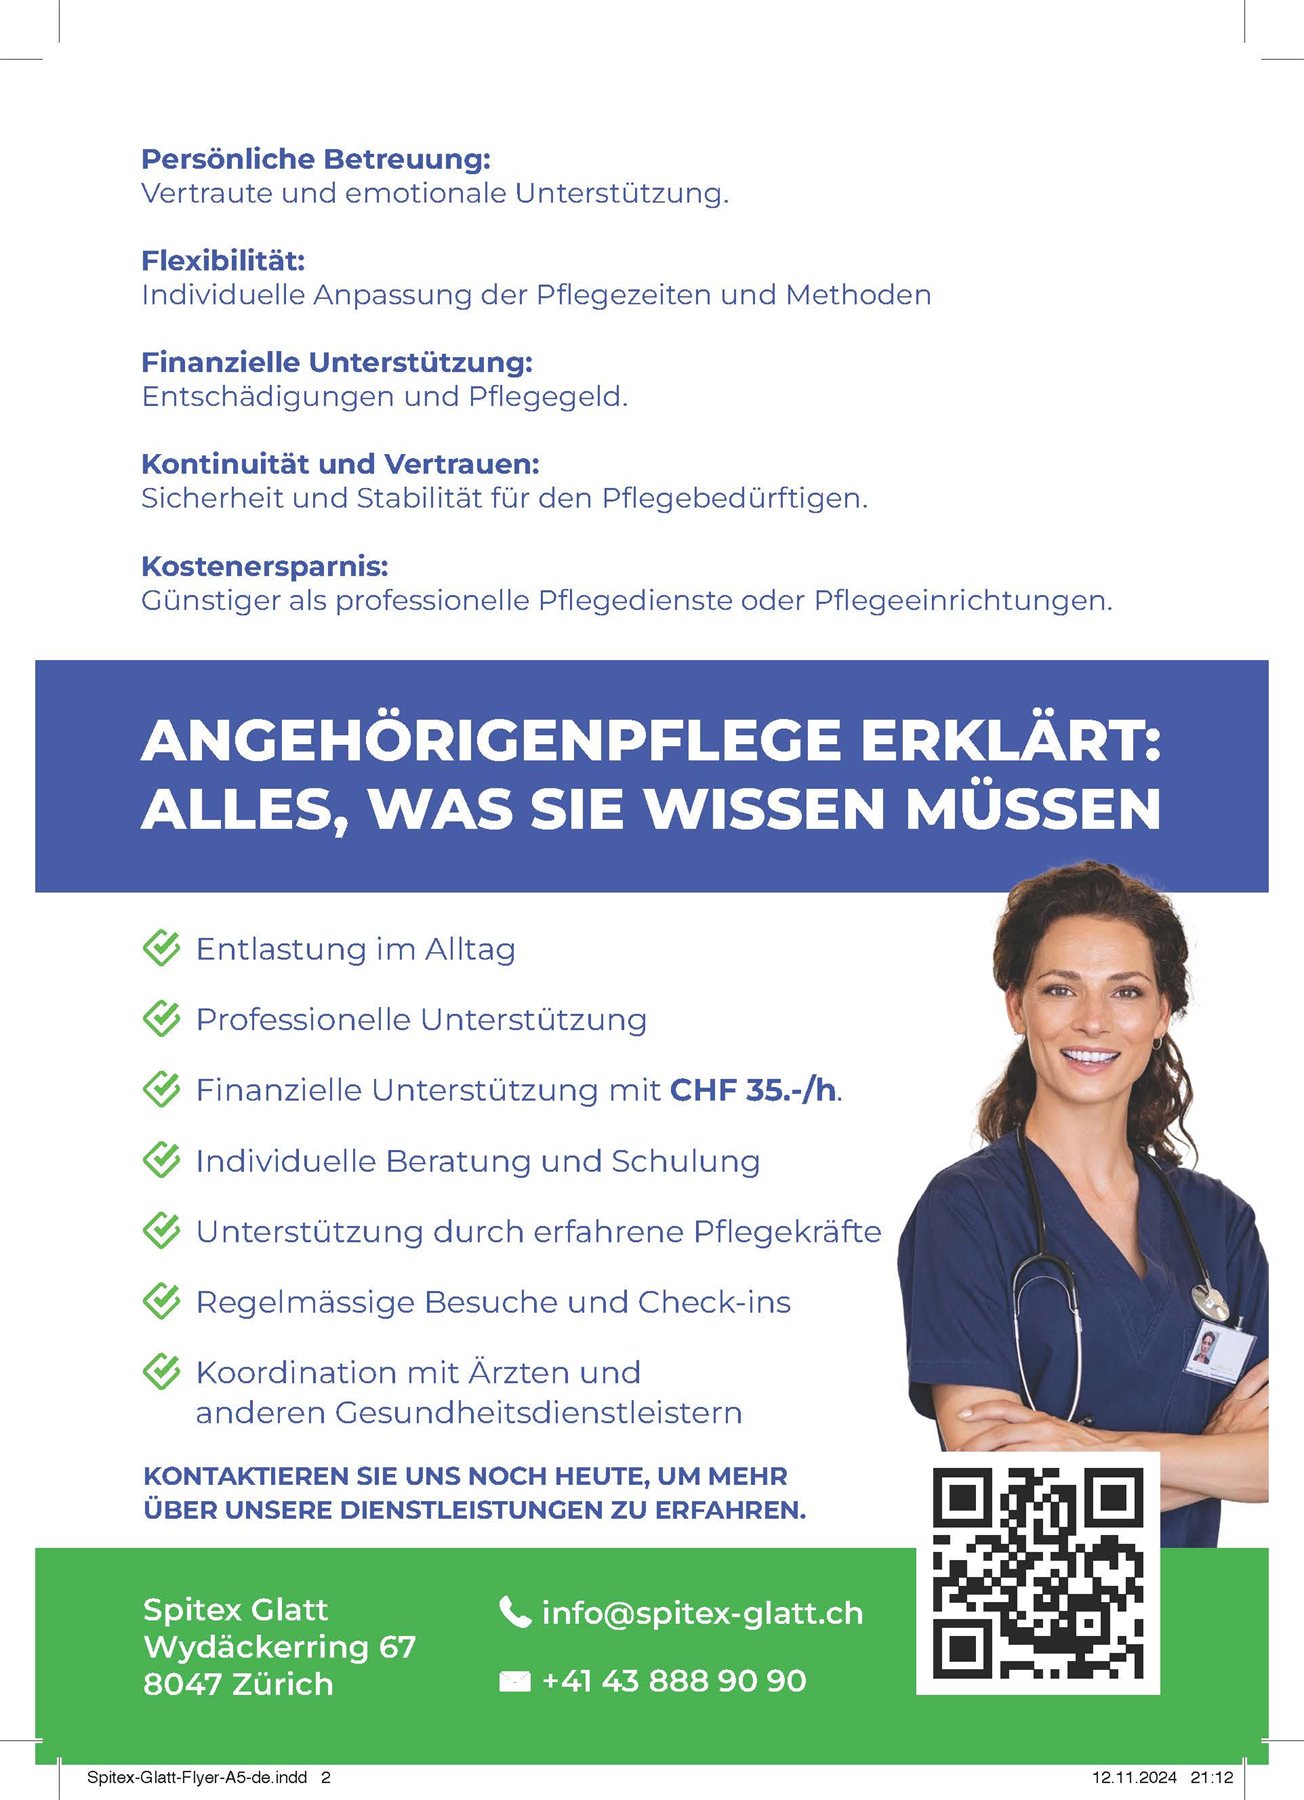 Persönliche Betreuung:
Vertraute und emotionale Unterstützung.
Flexibilität:
Individuelle Anpassung der Pflegezeiten und Methoden
Finanzielle Unterstützung:
Entschädigungen und Pflegegeld.
Kontinuität und Vertrauen:
Sicherheit und Stabilität für den Pflegebedürftigen.
Kostenersparnis:
Günstiger als professionelle Pflegedienste oder Pflegeeinrichtungen.
ANGEHÖRIGENPFLEGE ERKLÄRT:
ALLES, WAS SIE WISSEN MÜSSEN
Entlastung im Alltag
Professionelle Unterstützung
Finanzielle Unterstützung mit CHF 35.-/h.
Individuelle Beratung und Schulung
Unterstützung durch erfahrene Pflegekräfte
Regelmässige Besuche und Check-ins
Koordination mit Ärzten und
anderen Gesundheitsdienstleistern
KONTAKTIEREN SIE UNS NOCH HEUTE, UM MEHR
ÜBER UNSERE DIENSTLEISTUNGEN ZU ERFAHREN.
Spitex Glatt
Wydäckerring 67
8047 Zürich
info@spitex-glatt.ch
+41 43 888 90 90
Spitex-Glatt-Flyer-A5-de.indd 2
12.11.2024 21:12